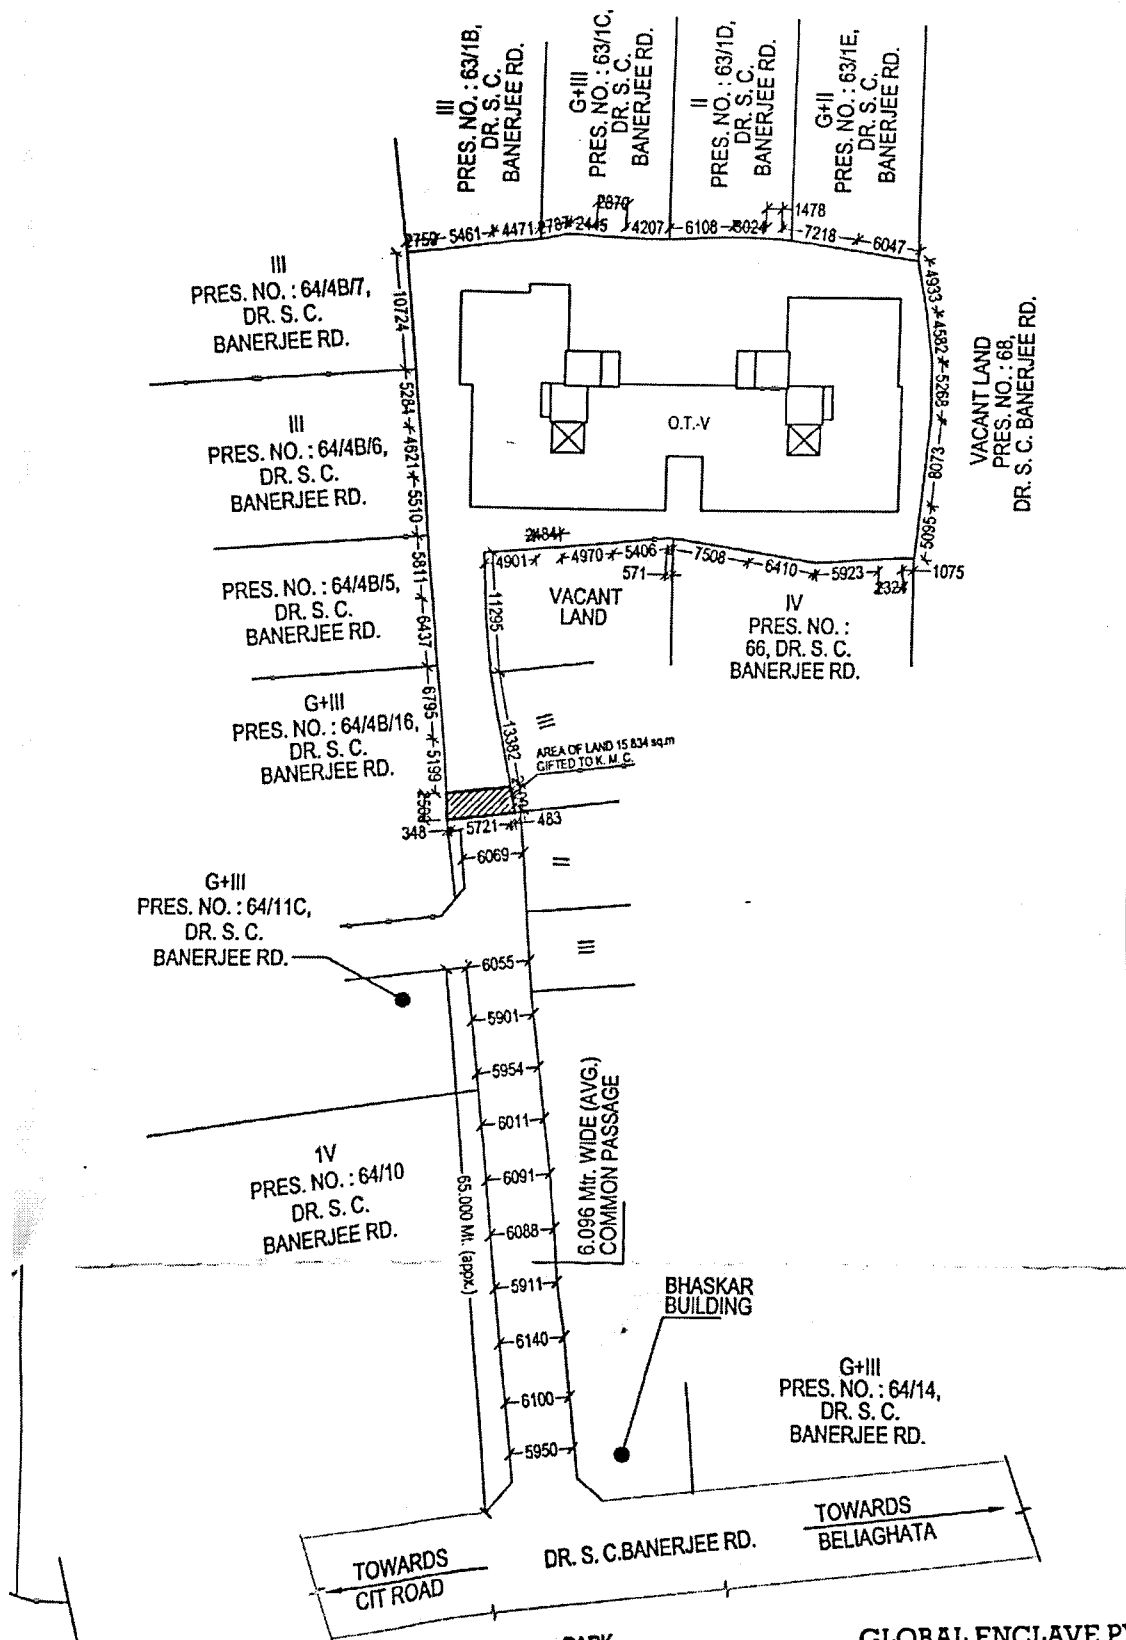 III
PRES. NO. : 63/1B,
DR. S. C.
BANERJEE RD.
G+III
PRES. NO. : 63/1C,
DR. S. C.
BANERJEE RD.
II
PRES. NO. : 63/1D,
DR. S. C.
BANERJEE RD.
G+II
PRES. NO. : 63/1E,
DR. S. C.
BANERJEE RD.
2870
1478
5461
4471
2445
4207
6108
7218
6047
III
PRES. NO. : 64/4B/7,
DR. S. C.
BANERJEE RD.
10724
4933
4582
5268
8073
5095
VACANT LAND
PRES. NO. : 68,
DR. S. C. BANERJEE RD.
O.T.-V
III
PRES. NO. : 64/4B/6,
DR. S. C.
BANERJEE RD.
5284
4621
5510
2484
4901
4970
5406
7508
6410
5923
1075
571
2324
PRES. NO. : 64/4B/5,
DR. S. C.
BANERJEE RD.
5811
6437
11295
VACANT
LAND
IV
PRES. NO. :
66, DR. S. C.
BANERJEE RD.
G+III
PRES. NO. : 64/4B/16,
DR. S. C.
BANERJEE RD.
6795
5199
13382
III
AREA OF LAND 15.834 sq.m
GIFTED TO K. M. C.
348
5721
483
6069
II
G+III
PRES. NO. : 64/11C,
DR. S. C.
BANERJEE RD.
III
6055
5901
5954
6011
6091
6088
5911
6140
6100
5950
65.000 Mt. (appx.)
6.096 Mtr. WIDE (AVG.)
COMMON PASSAGE
1V
PRES. NO. : 64/10
DR. S. C.
BANERJEE RD.
BHASKAR
BUILDING
G+III
PRES. NO. : 64/14,
DR. S. C.
BANERJEE RD.
TOWARDS
BELIAGHATA
DR. S. C.BANERJEE RD.
TOWARDS
CIT ROAD
GLOBAL ENCLAVE